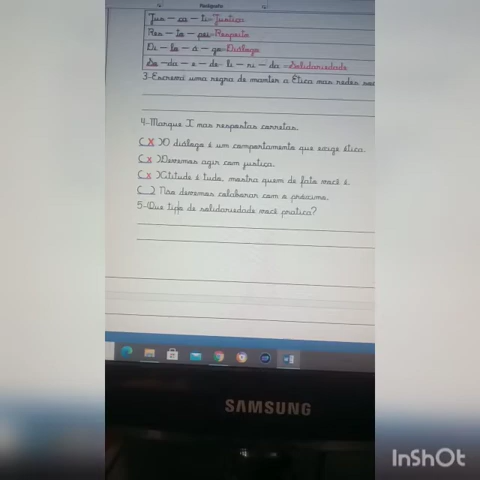 Parágrafo
Jus – ça – ti = Justiça
Res – to – pei = Respeito
Di – lo – á – go = Diálogo
So – da – e – de – li – ri – da = Solidariedade
3-Escreva uma regra de manter a Ética nas redes
4-Marque X nas respostas corretas.
( X )O diálogo é um comportamento que exige ética.
( X )Devemos agir com justiça.
( X )Atitude é tudo, mostra quem de fato você é.
( ) Não devemos colaborar com o próximo.
5-Que tipo de solidariedade você pratica?
SAMSUNG
InShOt